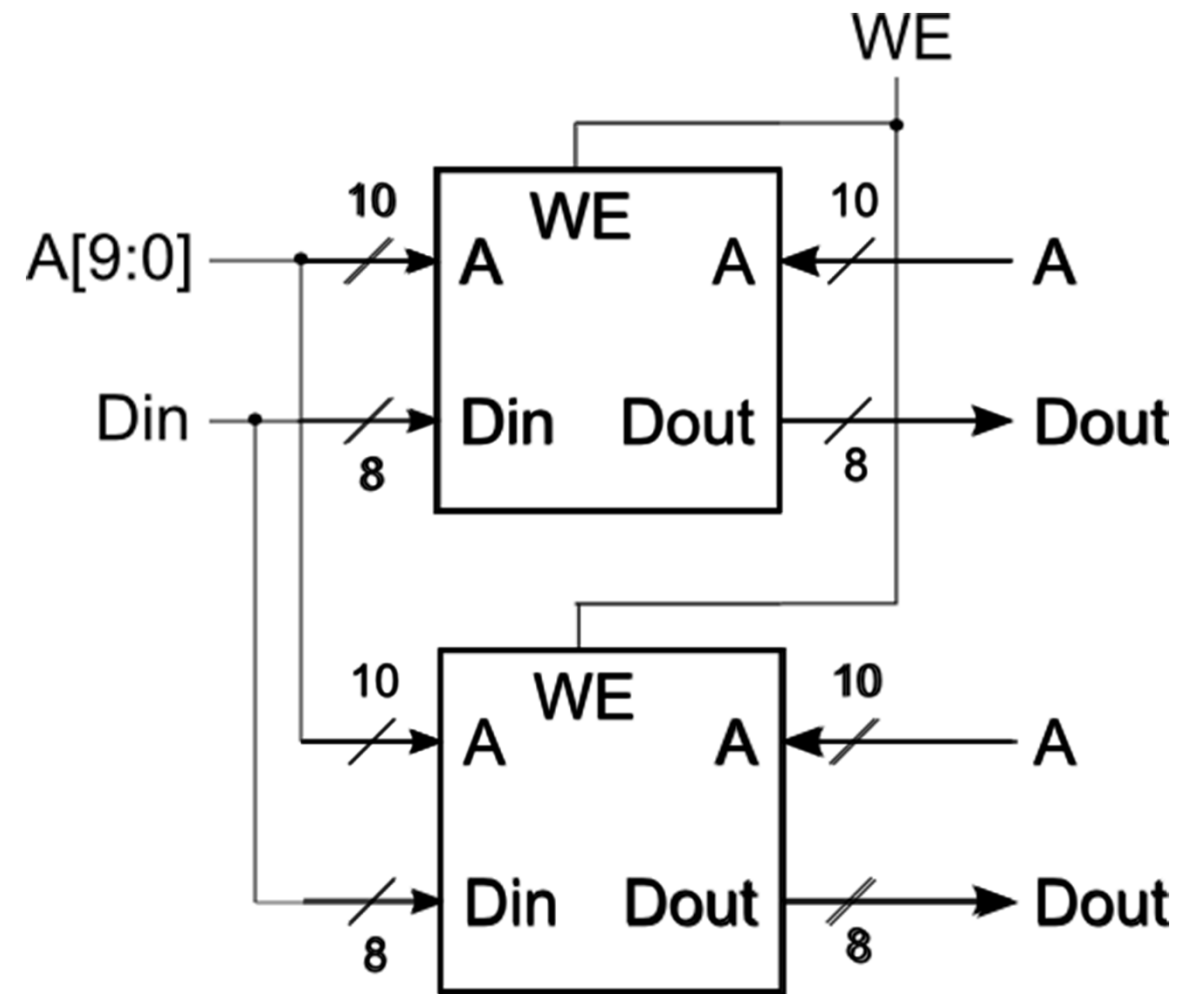 WE
10 WE 10
A[9:0] A A A
Din Din Dout Dout
8 8
10 WE 10
A A A
Din Dout Dout
8 8